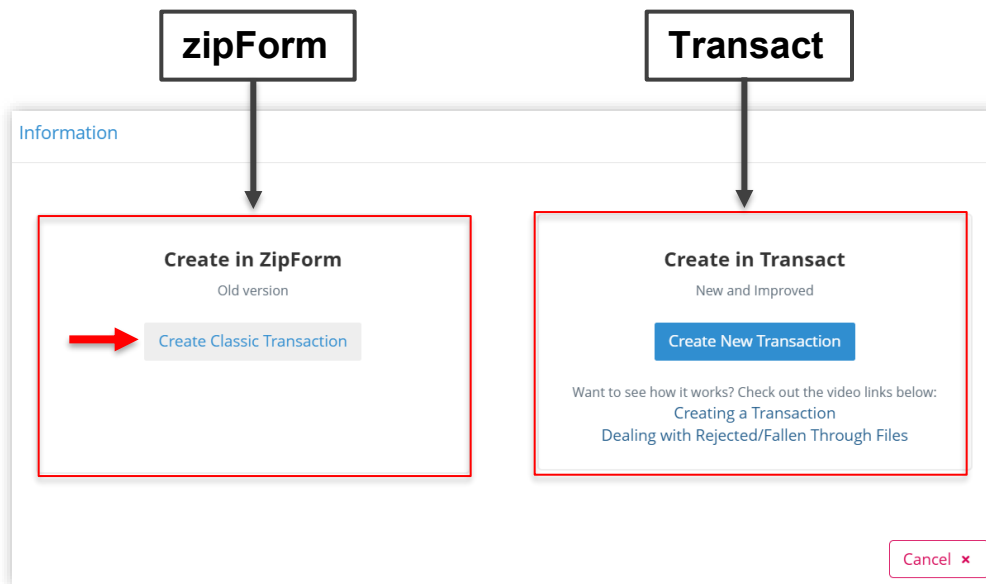 zipForm
Transact
Information
Create in ZipForm
Old version
Create Classic Transaction
Create in Transact
New and Improved
Create New Transaction
Want to see how it works? Check out the video links below:
Creating a Transaction
Dealing with Rejected/Fallen Through Files
Cancel ×